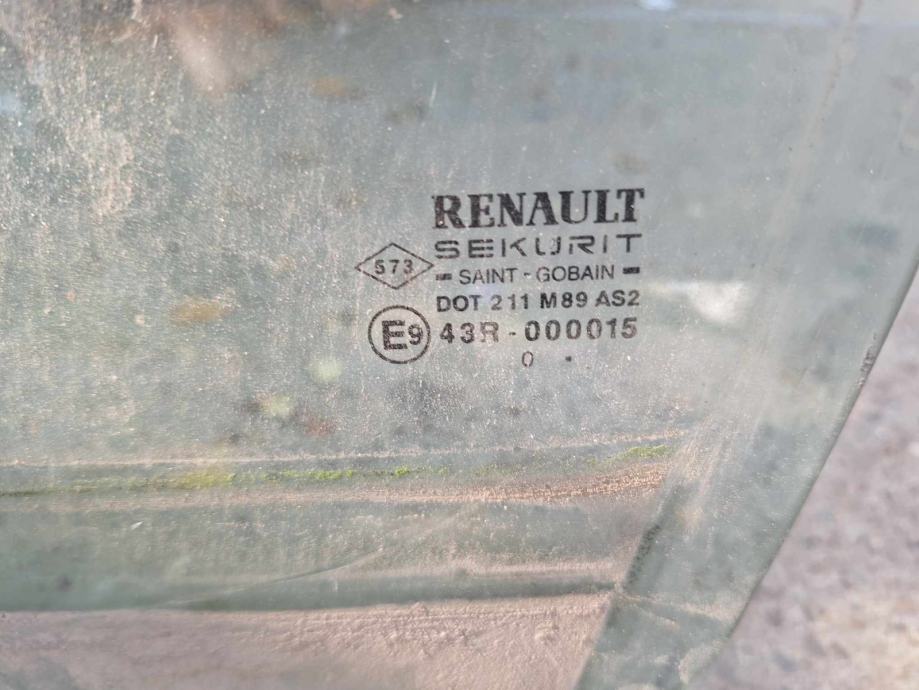 RENAULT
SEKURIT
573
SAINT-GOBAIN
DOT 211 M89 AS2
E9 43R-000015
0 .